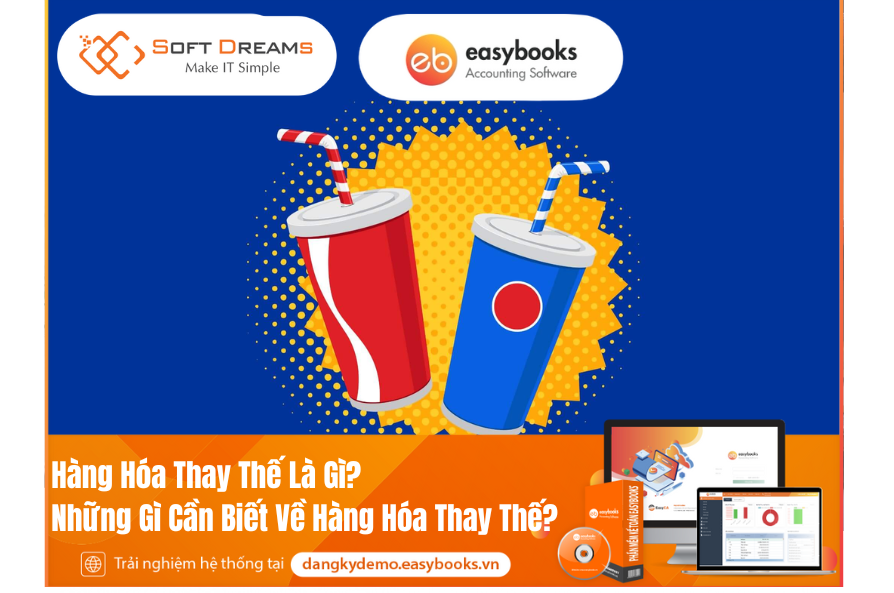 SOFT DREAMS
Make IT Simple
eb easybooks
Accounting Software
Hàng Hóa Thay Thế Là Gì?
Những Gì Cần Biết Về Hàng Hóa Thay Thế?
Trải nghiệm hệ thống tại dangkydemo.easybooks.vn
easybooks
easybooks
PHẦN MỀM KẾ TOÁN EASYBOOKS
easybooks